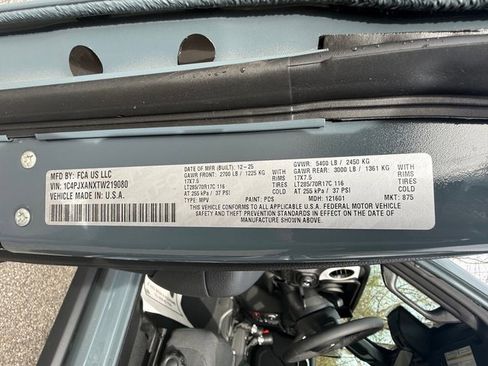 MFD BY: FCA US LLC
VIN: 1C4PJXANXTW219080
VEHICLE MADE IN: U.S.A.
DATE OF MFR (BUILT): 12-25
GVWR: 5400 LB / 2450 KG
GAWR FRONT: 2700 LB / 1225 KG WITH
GAWR REAR: 3000 LB / 1361 KG WITH
17X7.5 RIMS
17X7.5 RIMS
LT285/70R17C 116 TIRES
LT285/70R17C 116 TIRES
AT 255 kPa / 37 PSI COLD
AT 255 kPa / 37 PSI COLD
TYPE: MPV PAINT: PCS MDH: 121601 MKT: 875
THIS VEHICLE CONFORMS TO ALL APPLICABLE U.S.A. FEDERAL MOTOR VEHICLE
SAFETY AND THEFT PREVENTION STANDARDS IN EFFECT ON THE DATE OF
MANUFACTURE SHOWN ABOVE.